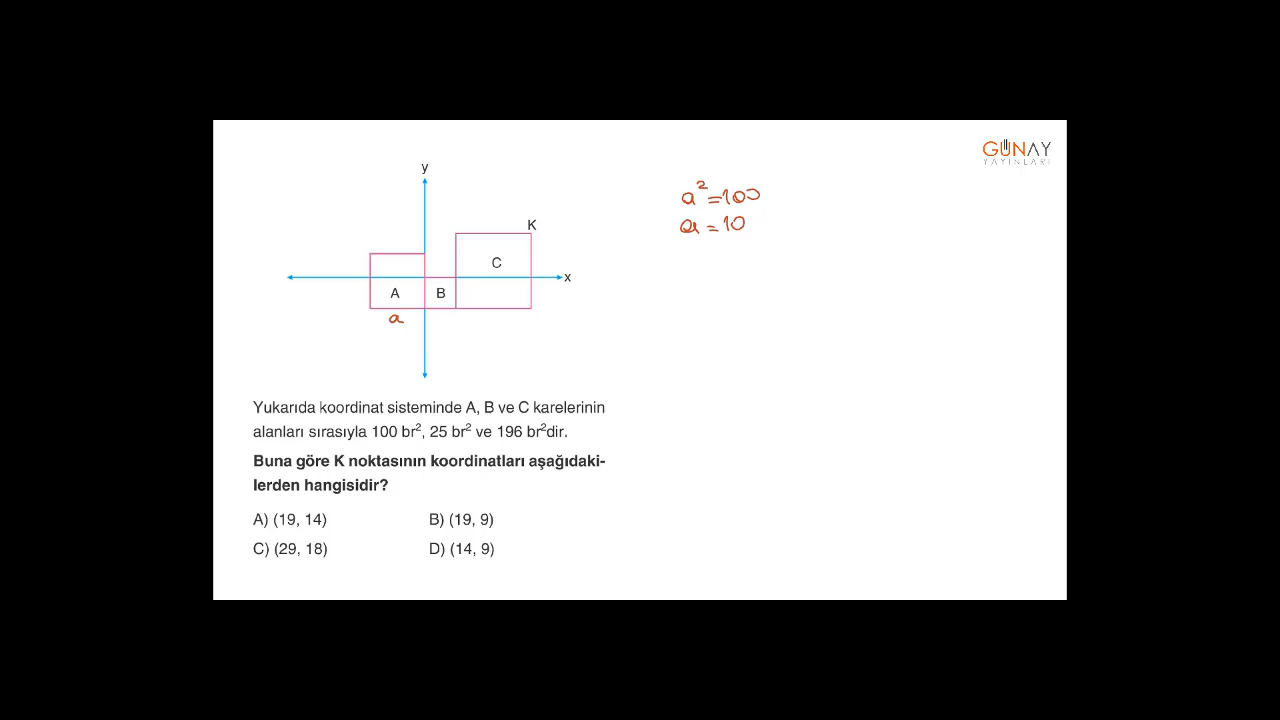 GÜNAY
YAYINLARI
y
a²=100
a=10
K
C
x
A
B
a
Yukarıda koordinat sisteminde A, B ve C karelerinin
alanları sırasıyla 100 br², 25 br² ve 196 br²dir.
Buna göre K noktasının koordinatları aşağıdaki-
lerden hangisidir?
A) (19, 14) B) (19, 9)
C) (29, 18) D) (14, 9)